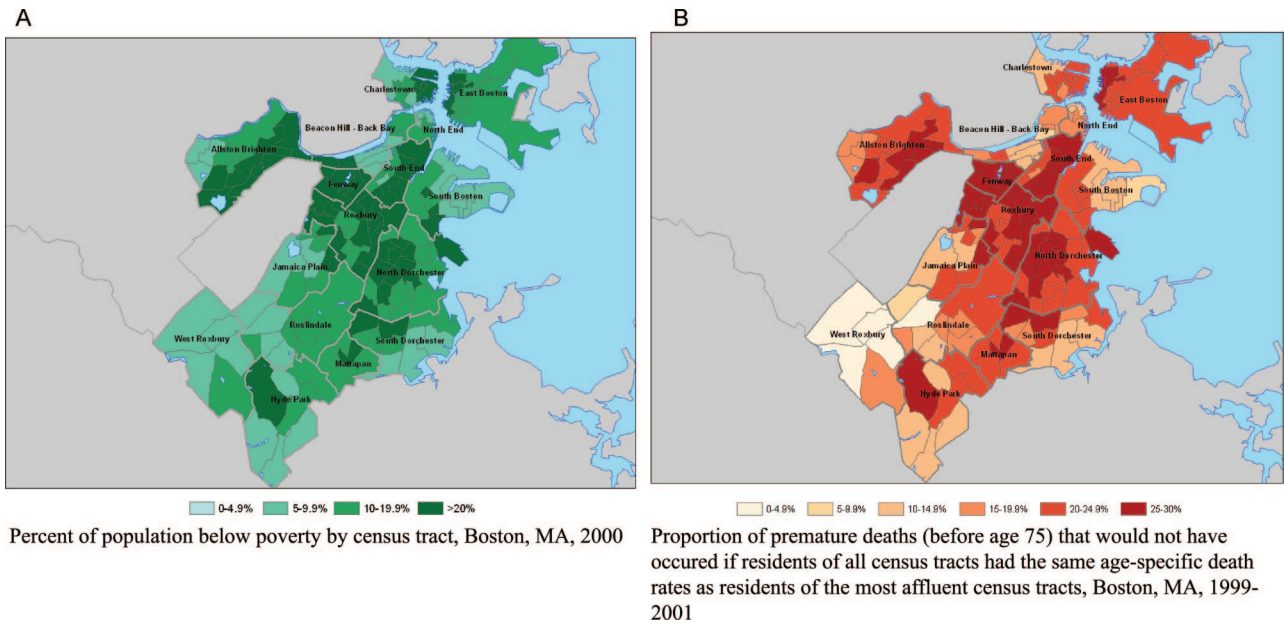 A
Charlestown
East Boston
Beacon Hill - Back Bay
North End
Allston Brighton
South End
Fenway
South Boston
Roxbury
Jamaica Plain
North Dorchester
Roslindale
West Roxbury
South Dorchester
Mattapan
Hyde Park
0-4.9% 5-9.9% 10-19.9% >20%
Percent of population below poverty by census tract, Boston, MA, 2000
B
Charlestown
East Boston
Beacon Hill - Back Bay
North End
Allston Brighton
South End
Fenway
South Boston
Roxbury
Jamaica Plain
North Dorchester
Roslindale
West Roxbury
South Dorchester
Mattapan
Hyde Park
0-4.9% 5-9.9% 10-14.9% 15-19.9% 20-24.9% 25-30%
Proportion of premature deaths (before age 75) that would not have
occured if residents of all census tracts had the same age-specific death
rates as residents of the most affluent census tracts, Boston, MA, 1999-
2001